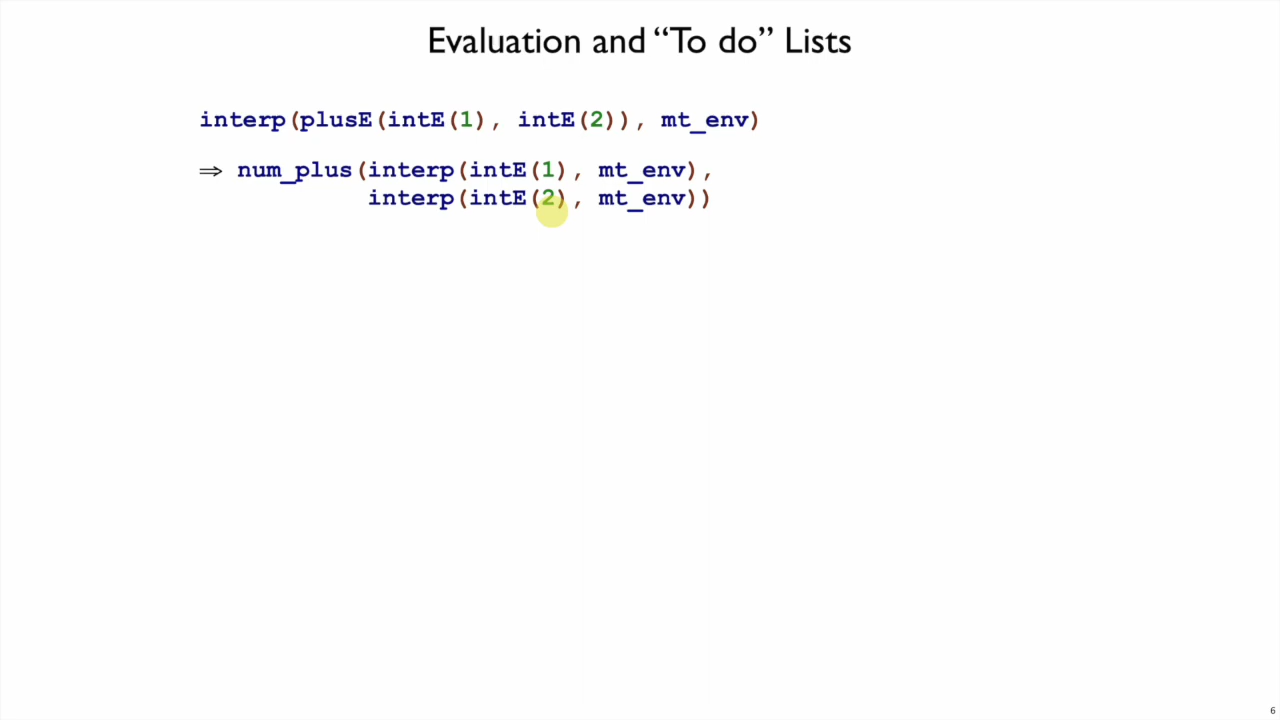 Evaluation and “To do” Lists
interp(plusE(intE(1), intE(2)), mt_env)
⇒ num_plus(interp(intE(1), mt_env),
interp(intE(2), mt_env))
6